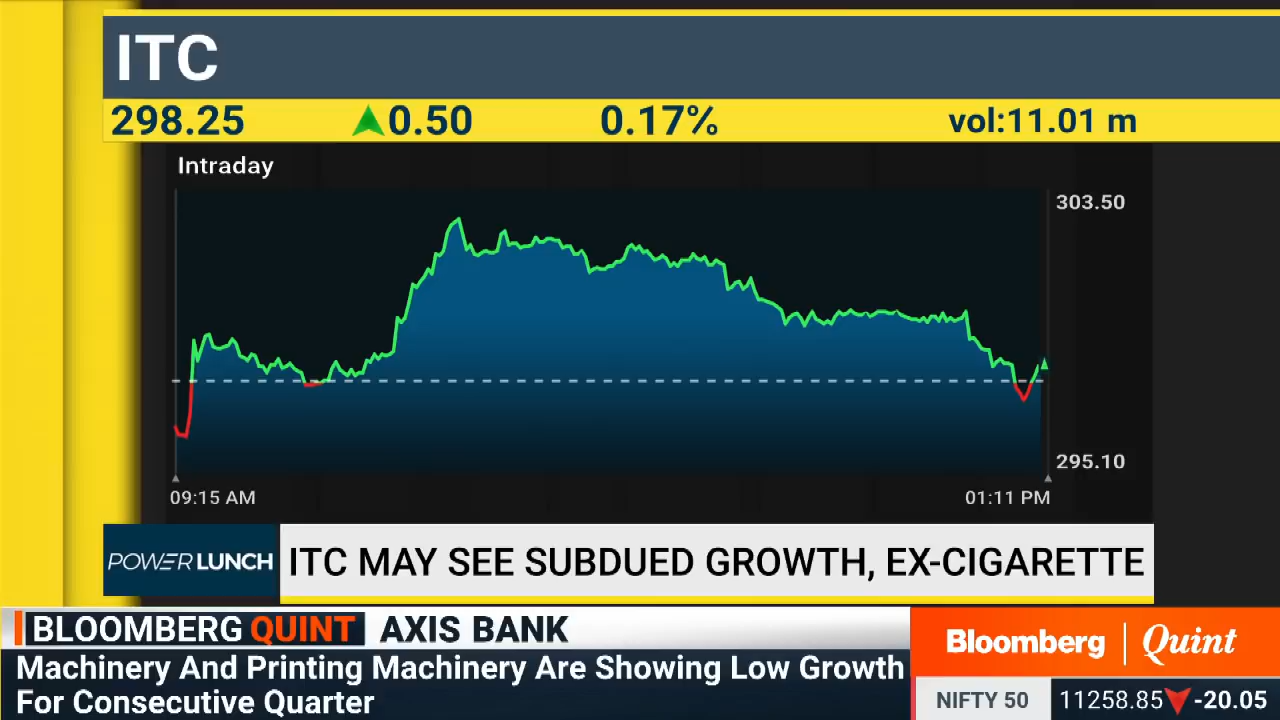 ITC
298.25 0.50 0.17% vol:11.01 m
Intraday
303.50
295.10
09:15 AM 01:11 PM
POWER LUNCH ITC MAY SEE SUBDUED GROWTH, EX-CIGARETTE
BLOOMBERG QUINT AXIS BANK
Machinery And Printing Machinery Are Showing Low Growth
For Consecutive Quarter
Bloomberg | Quint
NIFTY 50 11258.85 -20.05